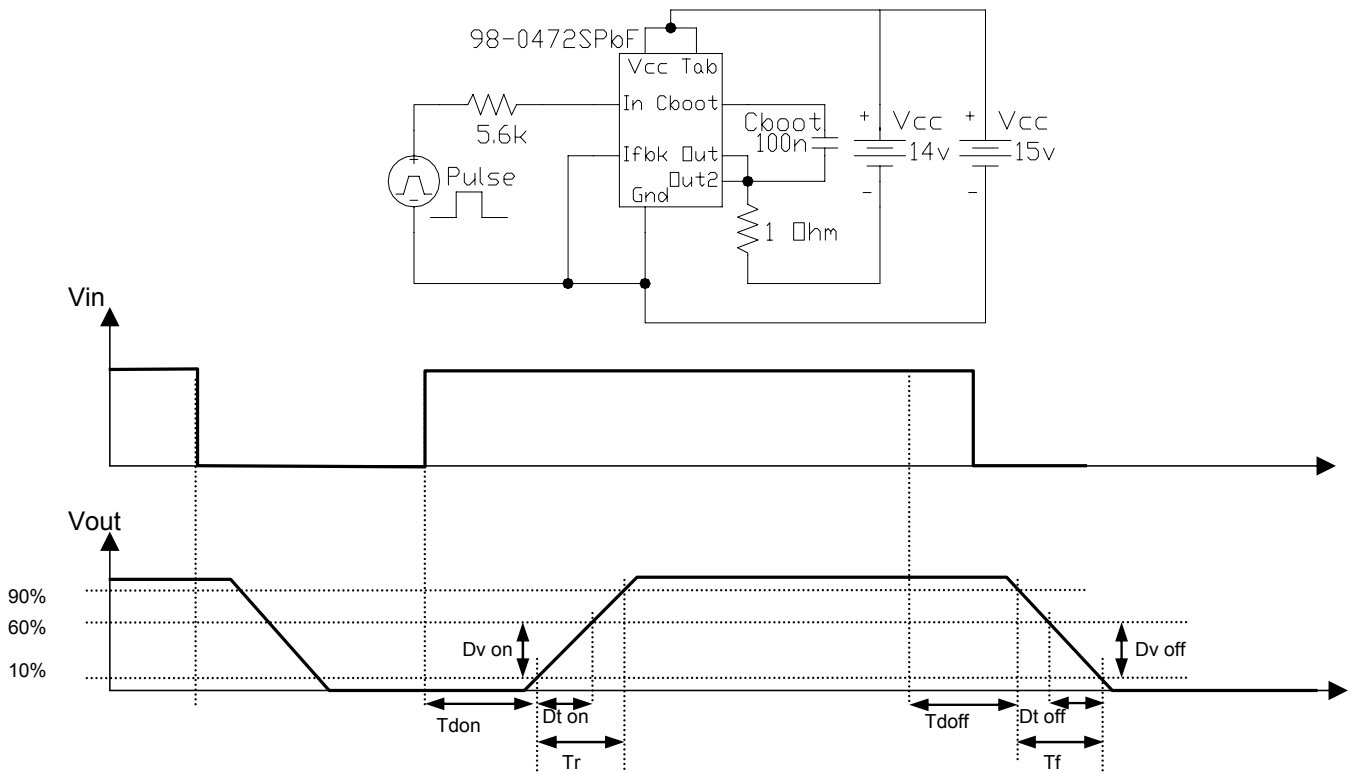 98-0472SPbF
Vcc Tab
In Cboot
5.6k
Cboot
100n
+ Vcc
14v
-
+ Vcc
15v
-
Ifbk Out
Out2
Gnd
+
-
Pulse
1 Ohm
Vin
Vout
90%
60%
10%
Dv on
Dv off
Tdon
Dt on
Tdoff
Dt off
Tr
Tf